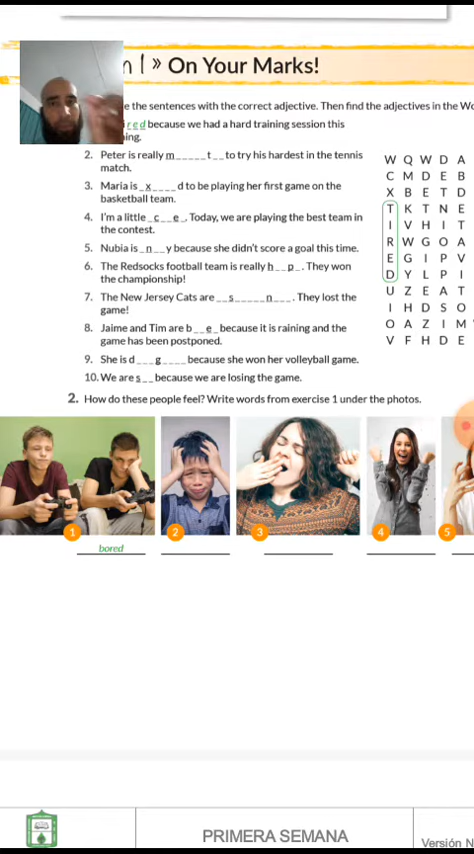 » On Your Marks!
e the sentences with the correct adjective. Then find the adjectives in the Wo
red because we had a hard training session this
ing.
2. Peter is really m_____t__ to try his hardest in the tennis
match.
3. Maria is _x____d to be playing her first game on the
basketball team.
4. I'm a little _c__e_. Today, we are playing the best team in
the contest.
5. Nubia is _n__y because she didn't score a goal this time.
6. The Redsocks football team is really h__p_. They won
the championship!
7. The New Jersey Cats are __s_____n___. They lost the
game!
8. Jaime and Tim are b__e_ because it is raining and the
game has been postponed.
9. She is d___g____ because she won her volleyball game.
10. We are s__ because we are losing the game.
W Q W D A
C M D E B
X B E T D
T K T N E
I V H I T
R W G O A
E G I P V
D Y L P I
U Z E A T
I H D S O
O A Z I M
V F H D E
2. How do these people feel? Write words from exercise 1 under the photos.
1 2 3 4 5
bored
PRIMERA SEMANA
Versión N